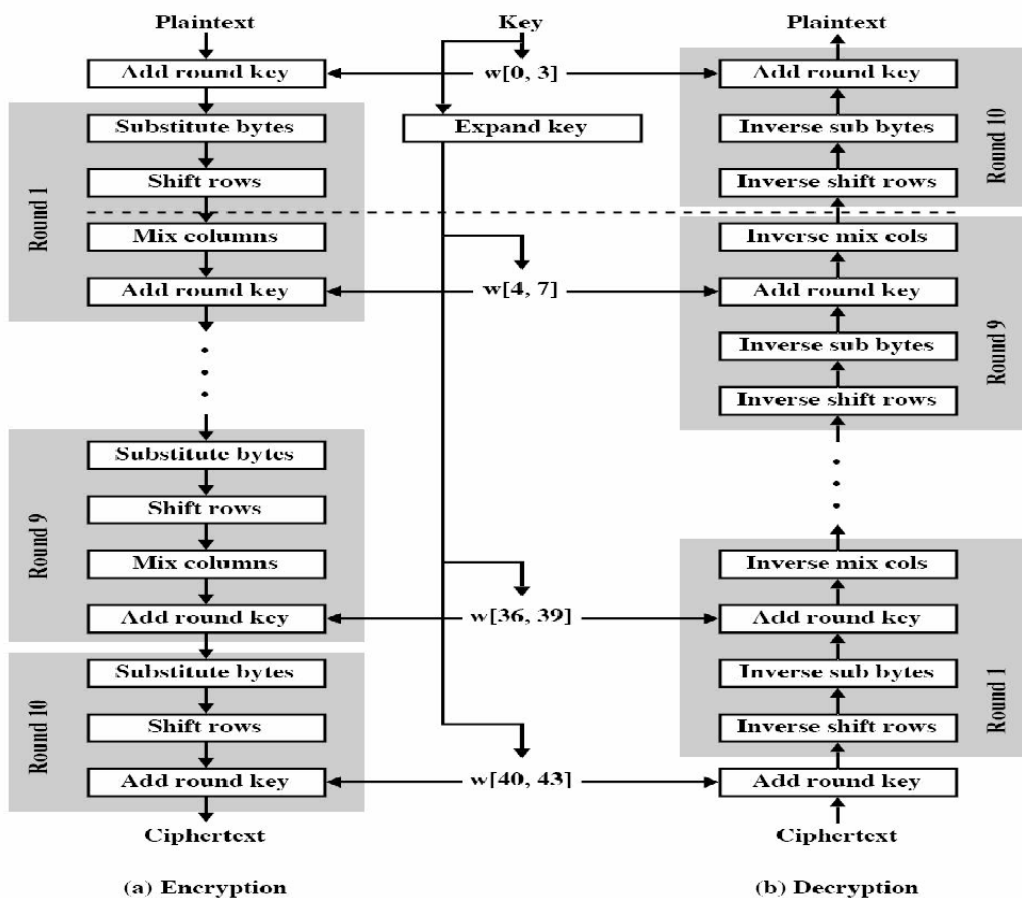 Plaintext
Key
Plaintext
Add round key
w[0, 3]
Add round key
Substitute bytes
Expand key
Inverse sub bytes
Shift rows
Inverse shift rows
Round 1
Round 10
Mix columns
Inverse mix cols
Add round key
w[4, 7]
Add round key
Inverse sub bytes
Round 9
Inverse shift rows
Substitute bytes
Shift rows
Round 9
Mix columns
Inverse mix cols
Add round key
w[36, 39]
Add round key
Substitute bytes
Inverse sub bytes
Round 10
Round 1
Shift rows
Inverse shift rows
Add round key
w[40, 43]
Add round key
Ciphertext
Ciphertext
(a) Encryption
(b) Decryption